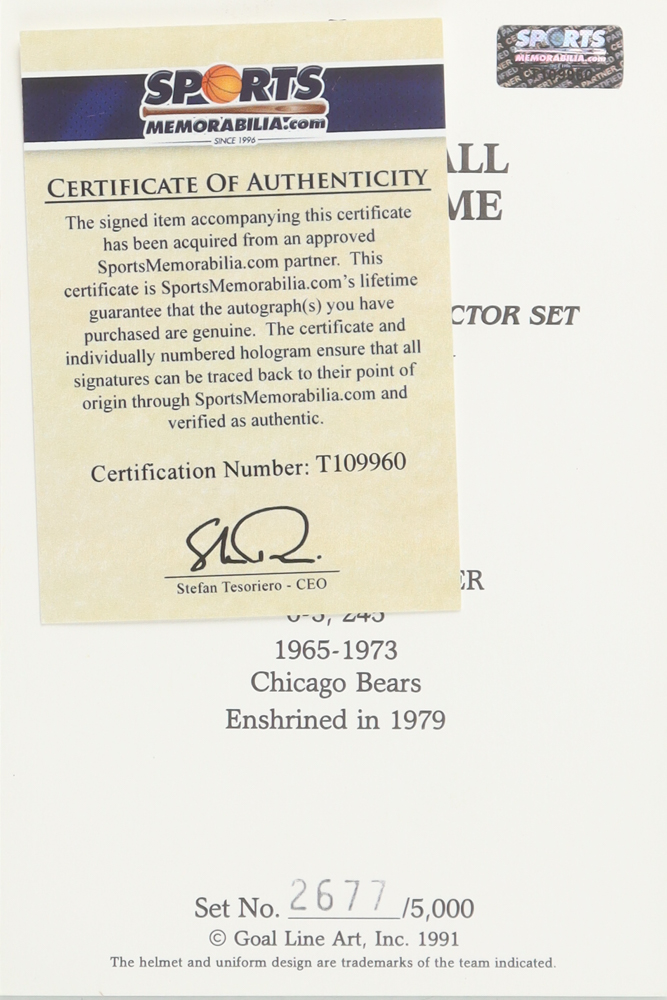 SPORTS
MEMORABILIA.com
SINCE 1996
CERTIFICATE OF AUTHENTICITY
The signed item accompanying this certificate
has been acquired from an approved
SportsMemorabilia.com partner. This
certificate is SportsMemorabilia.com's lifetime
guarantee that the autograph(s) you have
purchased are genuine. The certificate and
individually numbered hologram ensure that all
signatures can be traced back to their point of
origin through SportsMemorabilia.com and
verified as authentic.
Certification Number: T109960
Stefan Tesoriero - CEO
SPORTS
MEMORABILIA.com
ALL
ME
CTOR SET
ER
1965-1973
Chicago Bears
Enshrined in 1979
Set No. 2677 /5,000
© Goal Line Art, Inc. 1991
The helmet and uniform design are trademarks of the team indicated.